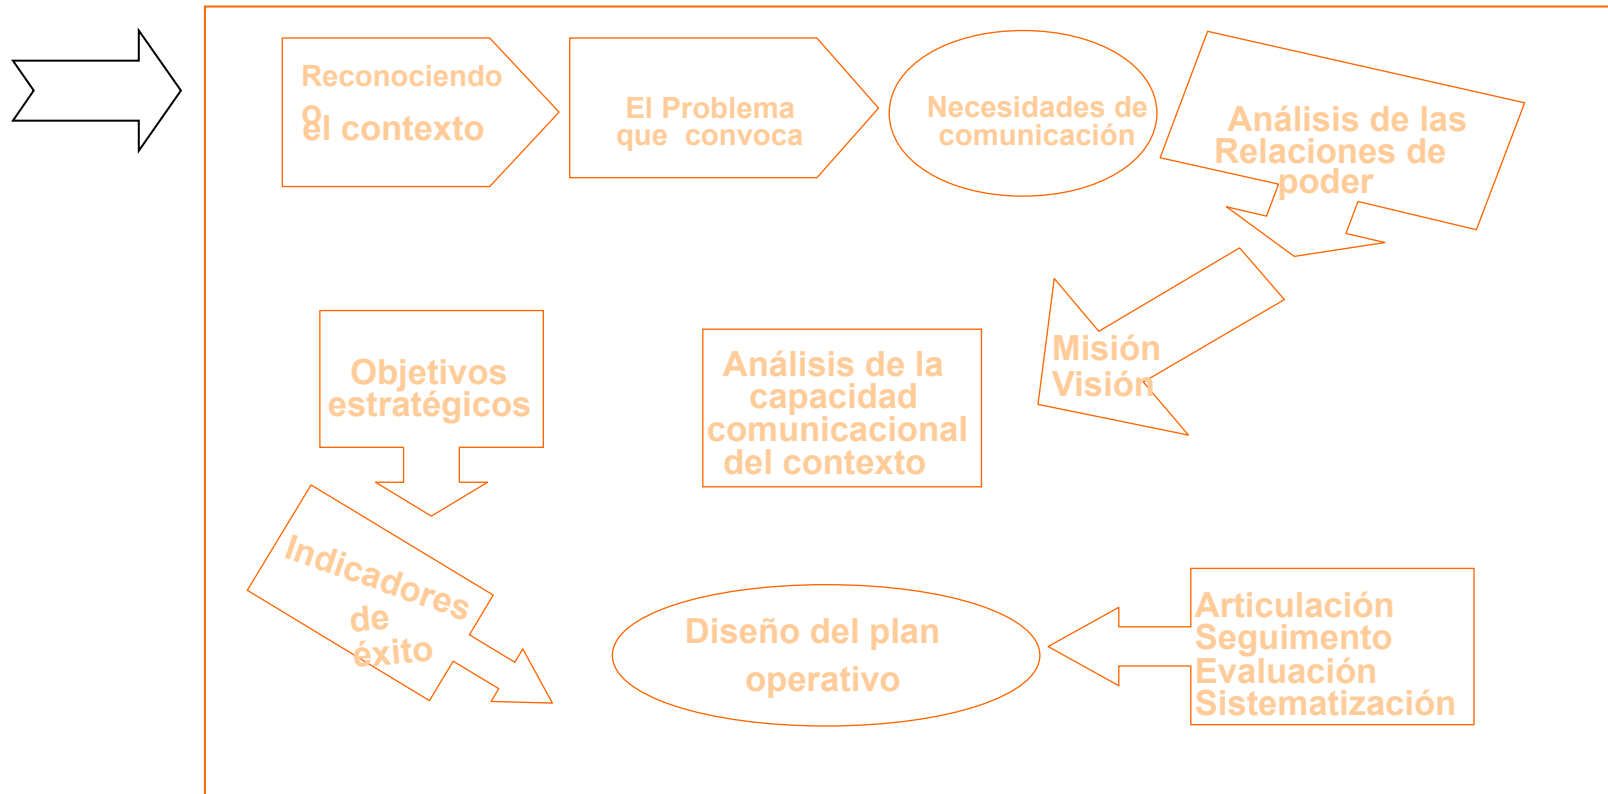 Reconociendo
o
el contexto
El Problema
que convoca
Necesidades de
comunicación
Análisis de las
Relaciones de
poder
Misión
Visión
Análisis de la
capacidad
comunicacional
del contexto
Objetivos
estratégicos
Indicadores
de
éxito
Diseño del plan
operativo
Articulación
Seguimento
Evaluación
Sistematización